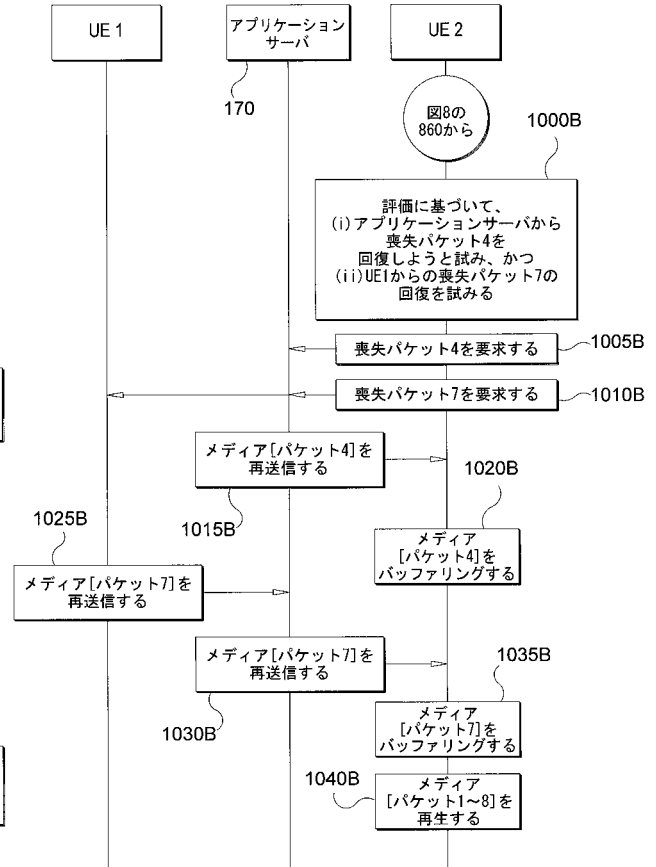 UE 1
アプリケーション
サーバ
UE 2
170
図8の
860から
1000B
評価に基づいて、
(i)アプリケーションサーバから
喪失パケット4を
回復しようと試み、かつ
(ii)UE1からの喪失パケット7の
回復を試みる
喪失パケット4を要求する
1005B
喪失パケット7を要求する
1010B
メディア[パケット4]を
再送信する
1015B
1020B
メディア
[パケット4]を
バッファリングする
1025B
メディア[パケット7]を
再送信する
メディア[パケット7]を
再送信する
1030B
1035B
メディア
[パケット7]を
バッファリングする
1040B
メディア
[パケット1～8]を
再生する